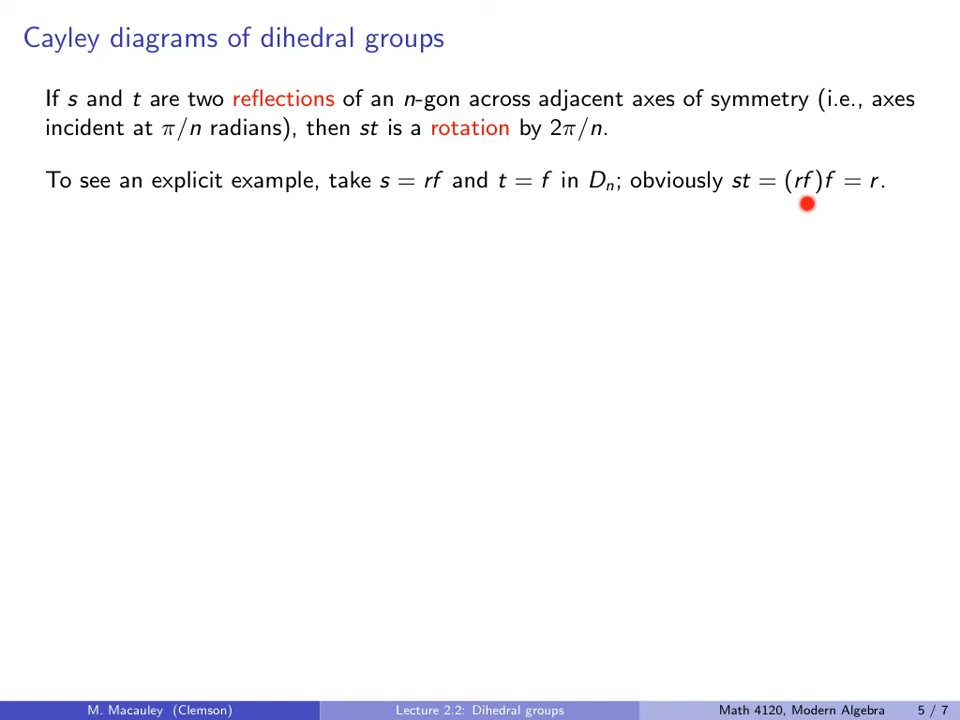 Cayley diagrams of dihedral groups
If s and t are two reflections of an n-gon across adjacent axes of symmetry (i.e., axes
incident at π/n radians), then st is a rotation by 2π/n.
To see an explicit example, take s = rf and t = f in Dₙ; obviously st = (rf)f = r.
M. Macauley (Clemson) Lecture 2.2: Dihedral groups Math 4120, Modern Algebra 5 / 7